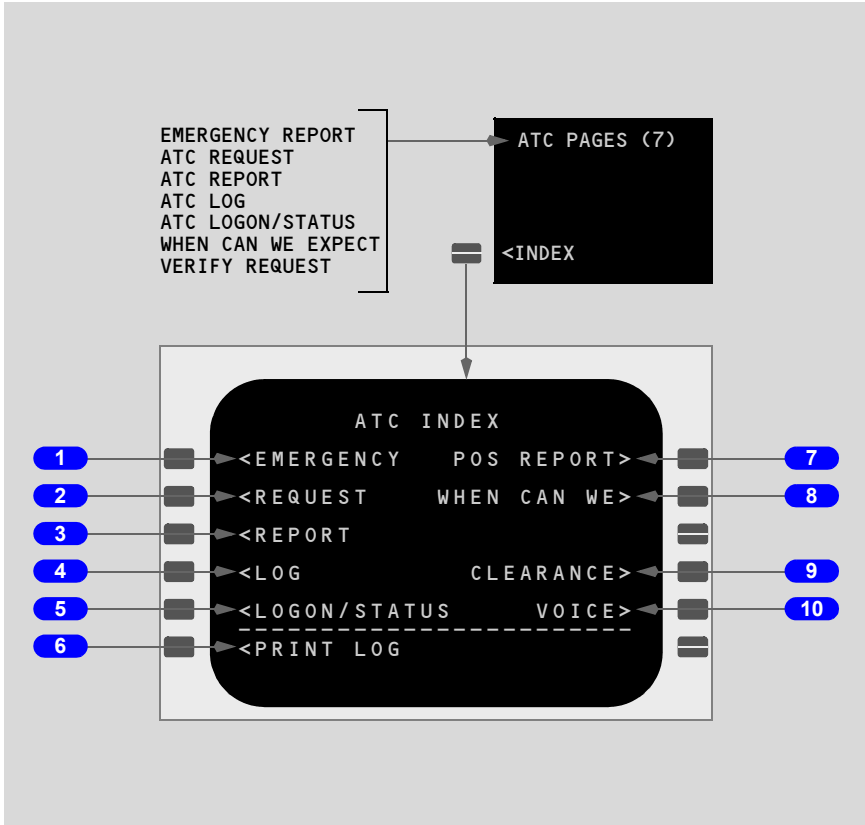 EMERGENCY REPORT
ATC REQUEST
ATC REPORT
ATC LOG
ATC LOGON/STATUS
WHEN CAN WE EXPECT
VERIFY REQUEST
ATC PAGES (7)
<INDEX
ATC INDEX
1 <EMERGENCY POS REPORT> 7
2 <REQUEST WHEN CAN WE> 8
3 <REPORT
4 <LOG CLEARANCE> 9
5 <LOGON/STATUS VOICE> 10
6 <PRINT LOG